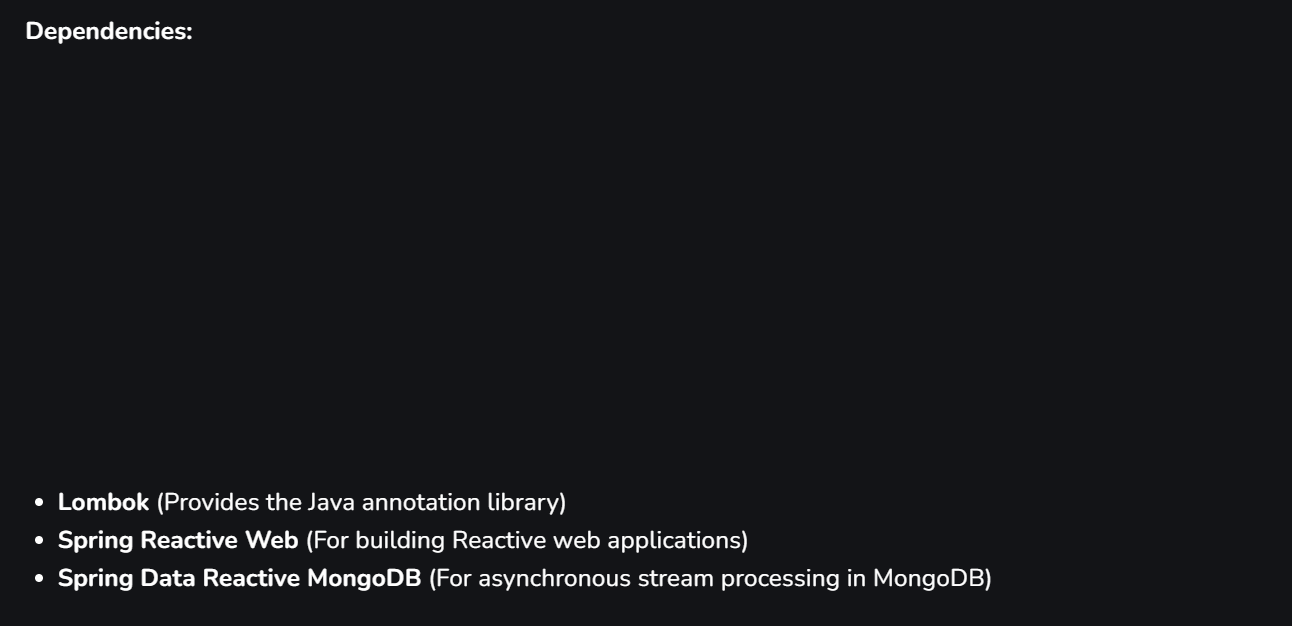 Dependencies:
• Lombok (Provides the Java annotation library)
• Spring Reactive Web (For building Reactive web applications)
• Spring Data Reactive MongoDB (For asynchronous stream processing in MongoDB)